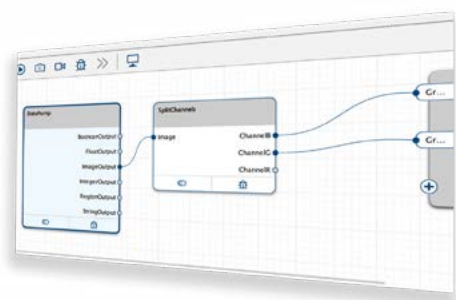 DataPump
BooleanOutput
FloatOutput
ImageOutput
IntegerOutput
RegionOutput
StringOutput
SplitChannels
Image
ChannelB
ChannelG
ChannelR
Gr...
Gr...